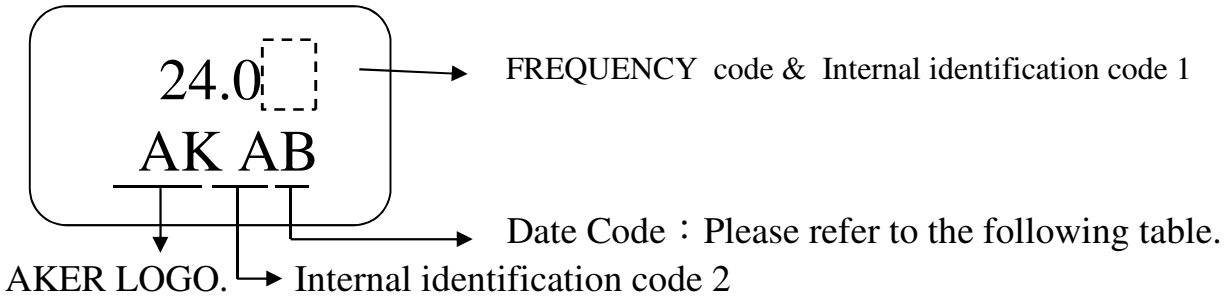 24.0
FREQUENCY code & Internal identification code 1
AK AB
Date Code：Please refer to the following table.
AKER LOGO.
Internal identification code 2